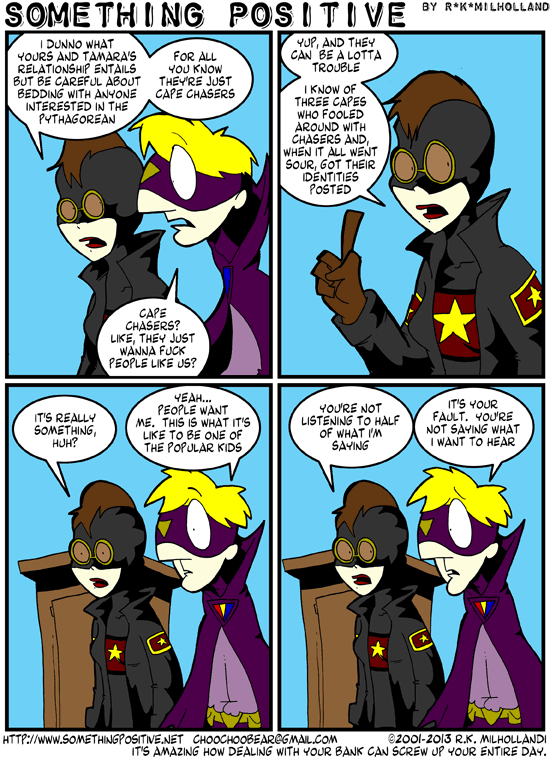 SOMETHING POSITIVE
BY R*K*MILHOLLAND
I DUNNO WHAT
YOURS AND TAMARA'S
RELATIONSHIP ENTAILS
BUT BE CAREFUL ABOUT
BEDDING WITH ANYONE
INTERESTED IN THE
PYTHAGOREAN
FOR ALL
YOU KNOW
THEY'RE JUST
CAPE CHASERS
CAPE
CHASERS?
LIKE, THEY JUST
WANNA FUCK
PEOPLE LIKE US?
YUP, AND THEY
CAN BE A LOTTA
TROUBLE
I KNOW OF
THREE CAPES
WHO FOOLED
AROUND WITH
CHASERS AND,
WHEN IT ALL WENT
SOUR, GOT THEIR
IDENTITIES
POSTED
IT'S REALLY
SOMETHING,
HUH?
YEAH...
PEOPLE WANT
ME. THIS IS WHAT IT'S
LIKE TO BE ONE OF
THE POPULAR KIDS
YOU'RE NOT
LISTENING TO HALF
OF WHAT I'M
SAYING
IT'S YOUR
FAULT. YOU'RE
NOT SAYING WHAT
I WANT TO HEAR
HTTP://WWW.SOMETHINGPOSITIVE.NET CHOOCHOOBEAR@GMAIL.COM ©2001-2013 R.K. MILHOLLANDI
IT'S AMAZING HOW DEALING WITH YOUR BANK CAN SCREW UP YOUR ENTIRE DAY.